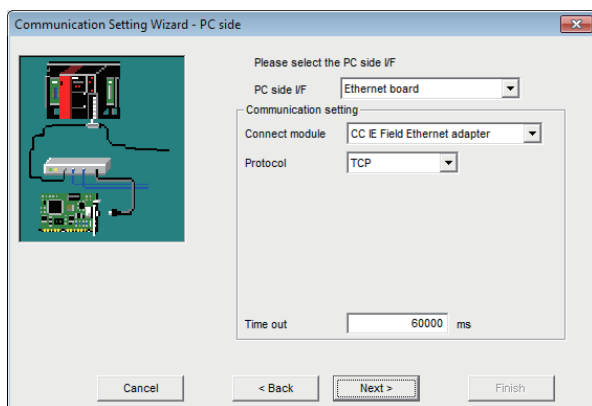 Communication Setting Wizard - PC side
Please select the PC side I/F
PC side I/F Ethernet board
Communication setting
Connect module CC IE Field Ethernet adapter
Protocol TCP
Time out 60000 ms
Cancel < Back Next > Finish